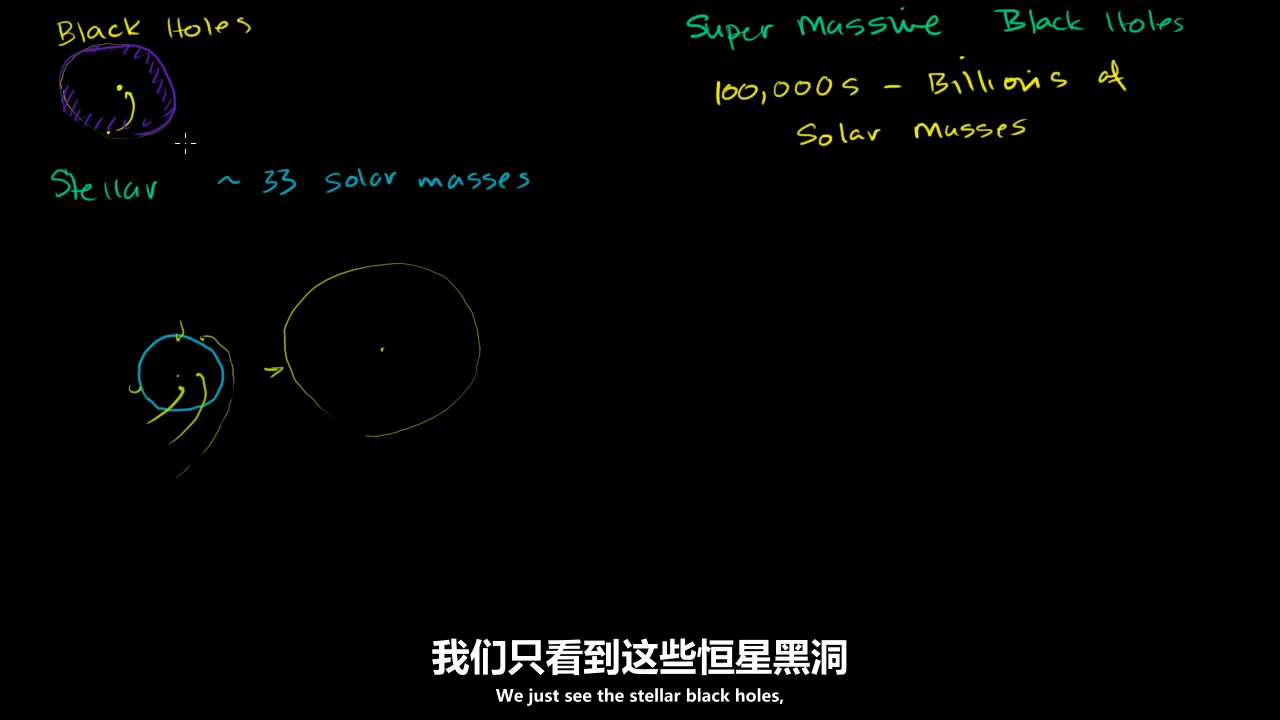 Black Holes
Stellar ~ 33 solar masses
Super Massive Black Holes
100,000s - Billions of
Solar Masses
我们只看到这些恒星黑洞
We just see the stellar black holes,